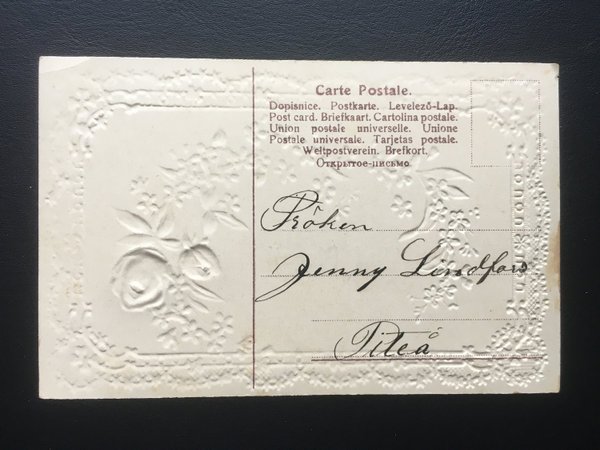 Carte Postale.
Dopisnice. Postkarte. Levelező-Lap.
Post card. Briefkaart. Cartolina postale.
Union postale universelle. Unione
Postale universale. Tarjetas postale.
Weltpostverein. Brefkort.
Открытое-письмо
Fröken
Jenny Lindfors
Piteå